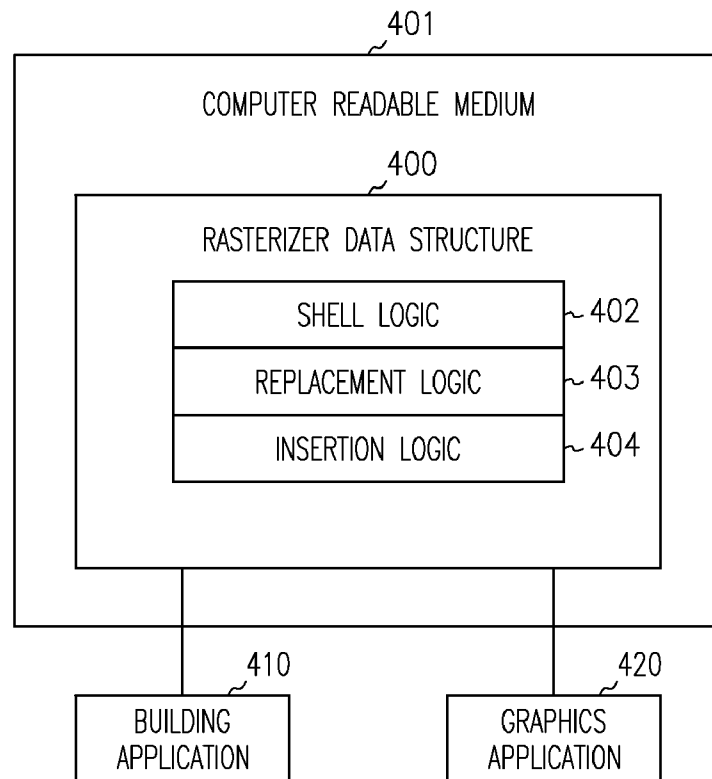 401
COMPUTER READABLE MEDIUM
400
RASTERIZER DATA STRUCTURE
SHELL LOGIC
402
REPLACEMENT LOGIC
403
INSERTION LOGIC
404
410
420
BUILDING
APPLICATION
GRAPHICS
APPLICATION